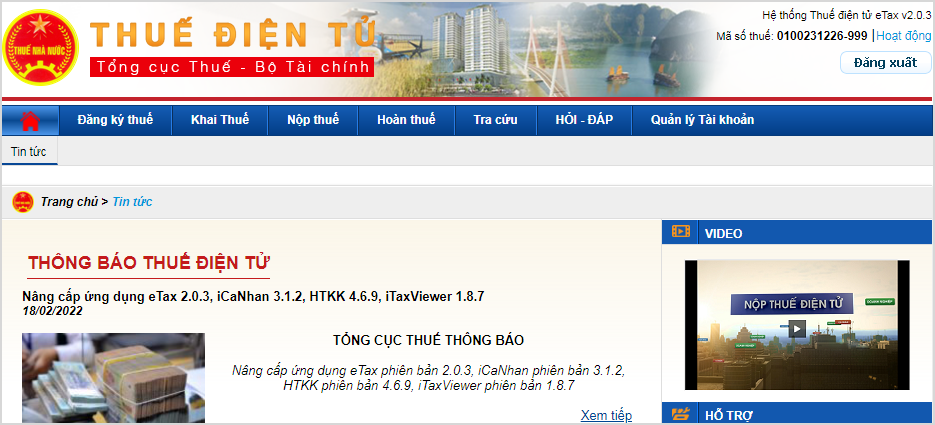 THUẾ NHÀ NƯỚC
THUẾ ĐIỆN TỬ
Tổng cục Thuế - Bộ Tài chính
Hệ thống Thuế điện tử eTax v2.0.3
Mã số thuế: 0100231226-999 | Hoạt động
Đăng xuất
Đăng ký thuế Khai Thuế Nộp thuế Hoàn thuế Tra cứu HỎI - ĐÁP Quản lý Tài khoản
Tin tức
Trang chủ > Tin tức
THÔNG BÁO THUẾ ĐIỆN TỬ
Nâng cấp ứng dụng eTax 2.0.3, iCaNhan 3.1.2, HTKK 4.6.9, iTaxViewer 1.8.7
18/02/2022
TỔNG CỤC THUẾ THÔNG BÁO
Nâng cấp ứng dụng eTax phiên bản 2.0.3, iCaNhan phiên bản 3.1.2,
HTKK phiên bản 4.6.9, iTaxViewer phiên bản 1.8.7
Xem tiếp
VIDEO
NỘP THUẾ ĐIỆN TỬ
HỖ TRỢ